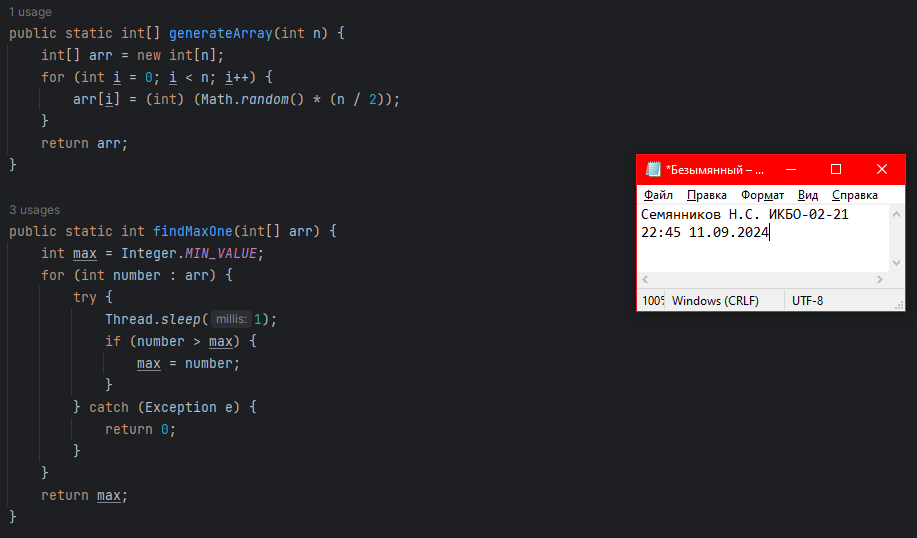 1 usage
public static int[] generateArray(int n) {
int[] arr = new int[n];
for (int i = 0; i < n; i++) {
arr[i] = (int) (Math.random() * (n / 2));
}
return arr;
}
3 usages
public static int findMaxOne(int[] arr) {
int max = Integer.MIN_VALUE;
for (int number : arr) {
try {
Thread.sleep( millis: 1);
if (number > max) {
max = number;
}
} catch (Exception e) {
return 0;
}
}
return max;
}
*Безымянный – ...
Файл Правка Формат Вид Справка
Семянников Н.С. ИКБО-02-21
22:45 11.09.2024
100% Windows (CRLF) UTF-8